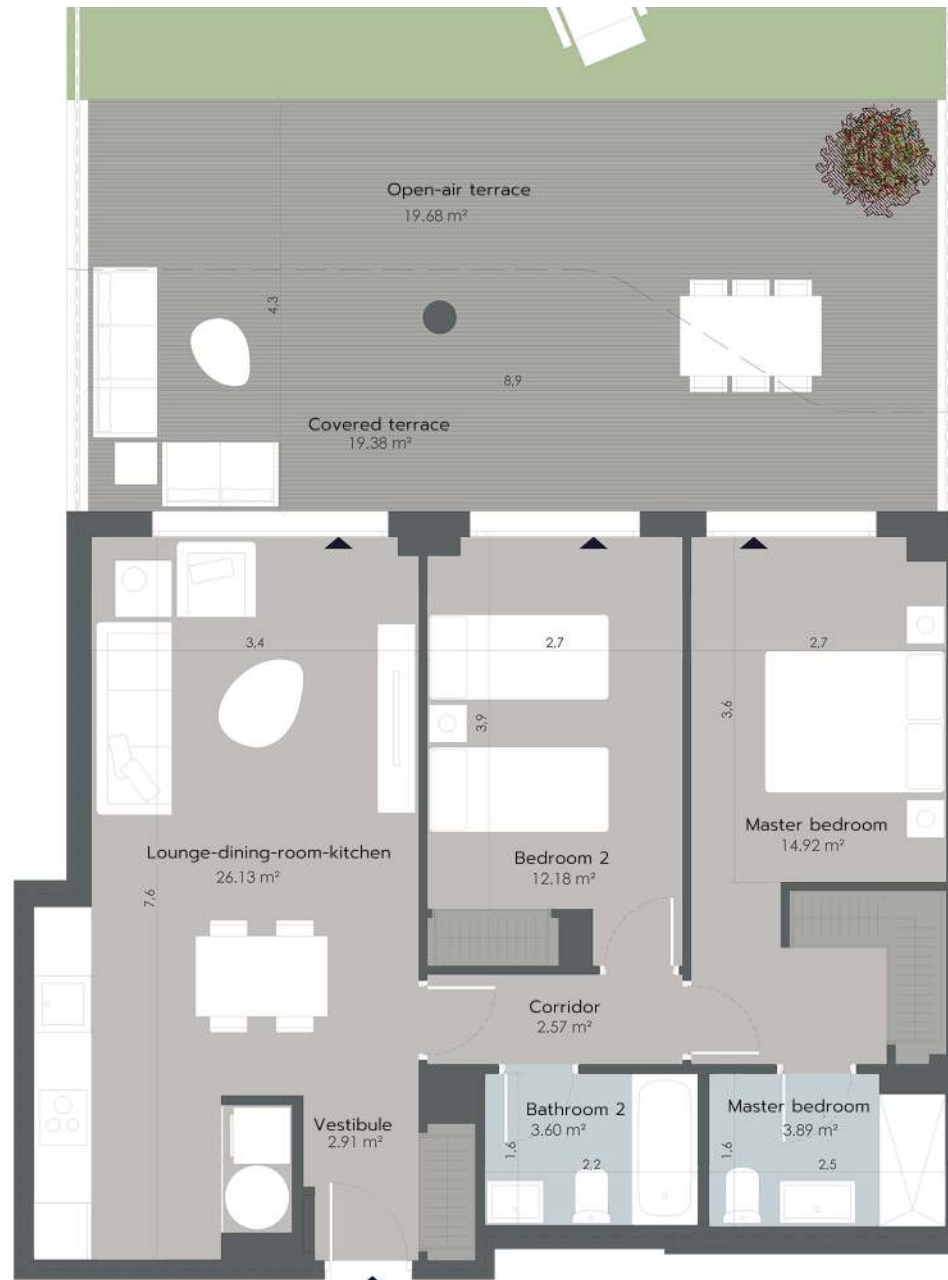 Open-air terrace
19.68 m²
4,3
8,9
Covered terrace
19.38 m²
3,4
2,7
2,7
3,9
3,6
Master bedroom
14.92 m²
Lounge-dining-room-kitchen
26.13 m²
Bedroom 2
12.18 m²
7,6
Corridor
2.57 m²
Vestibule
2.91 m²
Bathroom 2
3.60 m²
1,6
2,2
Master bedroom
3.89 m²
1,6
2,5